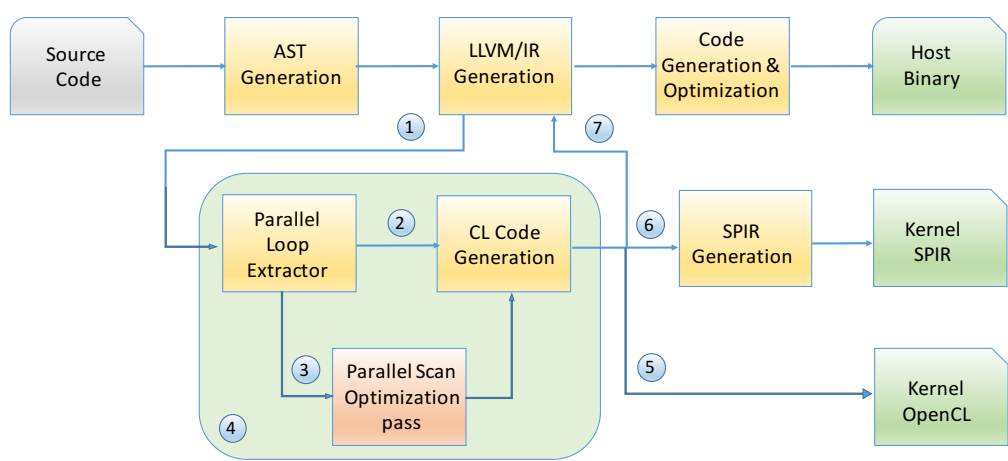 Source
Code
AST
Generation
LLVM/IR
Generation
Code
Generation &
Optimization
Host
Binary
1
7
Parallel
Loop
Extractor
2
CL Code
Generation
6
SPIR
Generation
Kernel
SPIR
3
Parallel Scan
Optimization
pass
4
5
Kernel
OpenCL